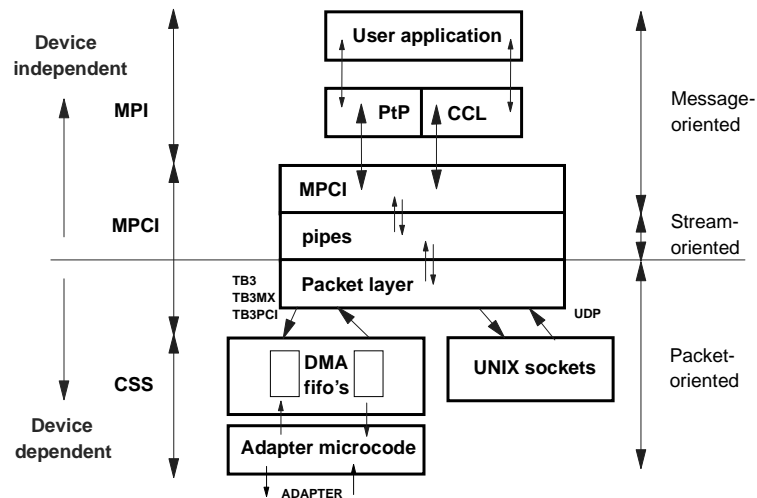 User application
Device
independent
MPI
PtP
CCL
Message-
oriented
MPCI
MPCI
pipes
Stream-
oriented
Packet layer
TB3
TB3MX
TB3PCI
UDP
DMA
fifo's
UNIX sockets
Packet-
oriented
CSS
Device
dependent
Adapter microcode
ADAPTER